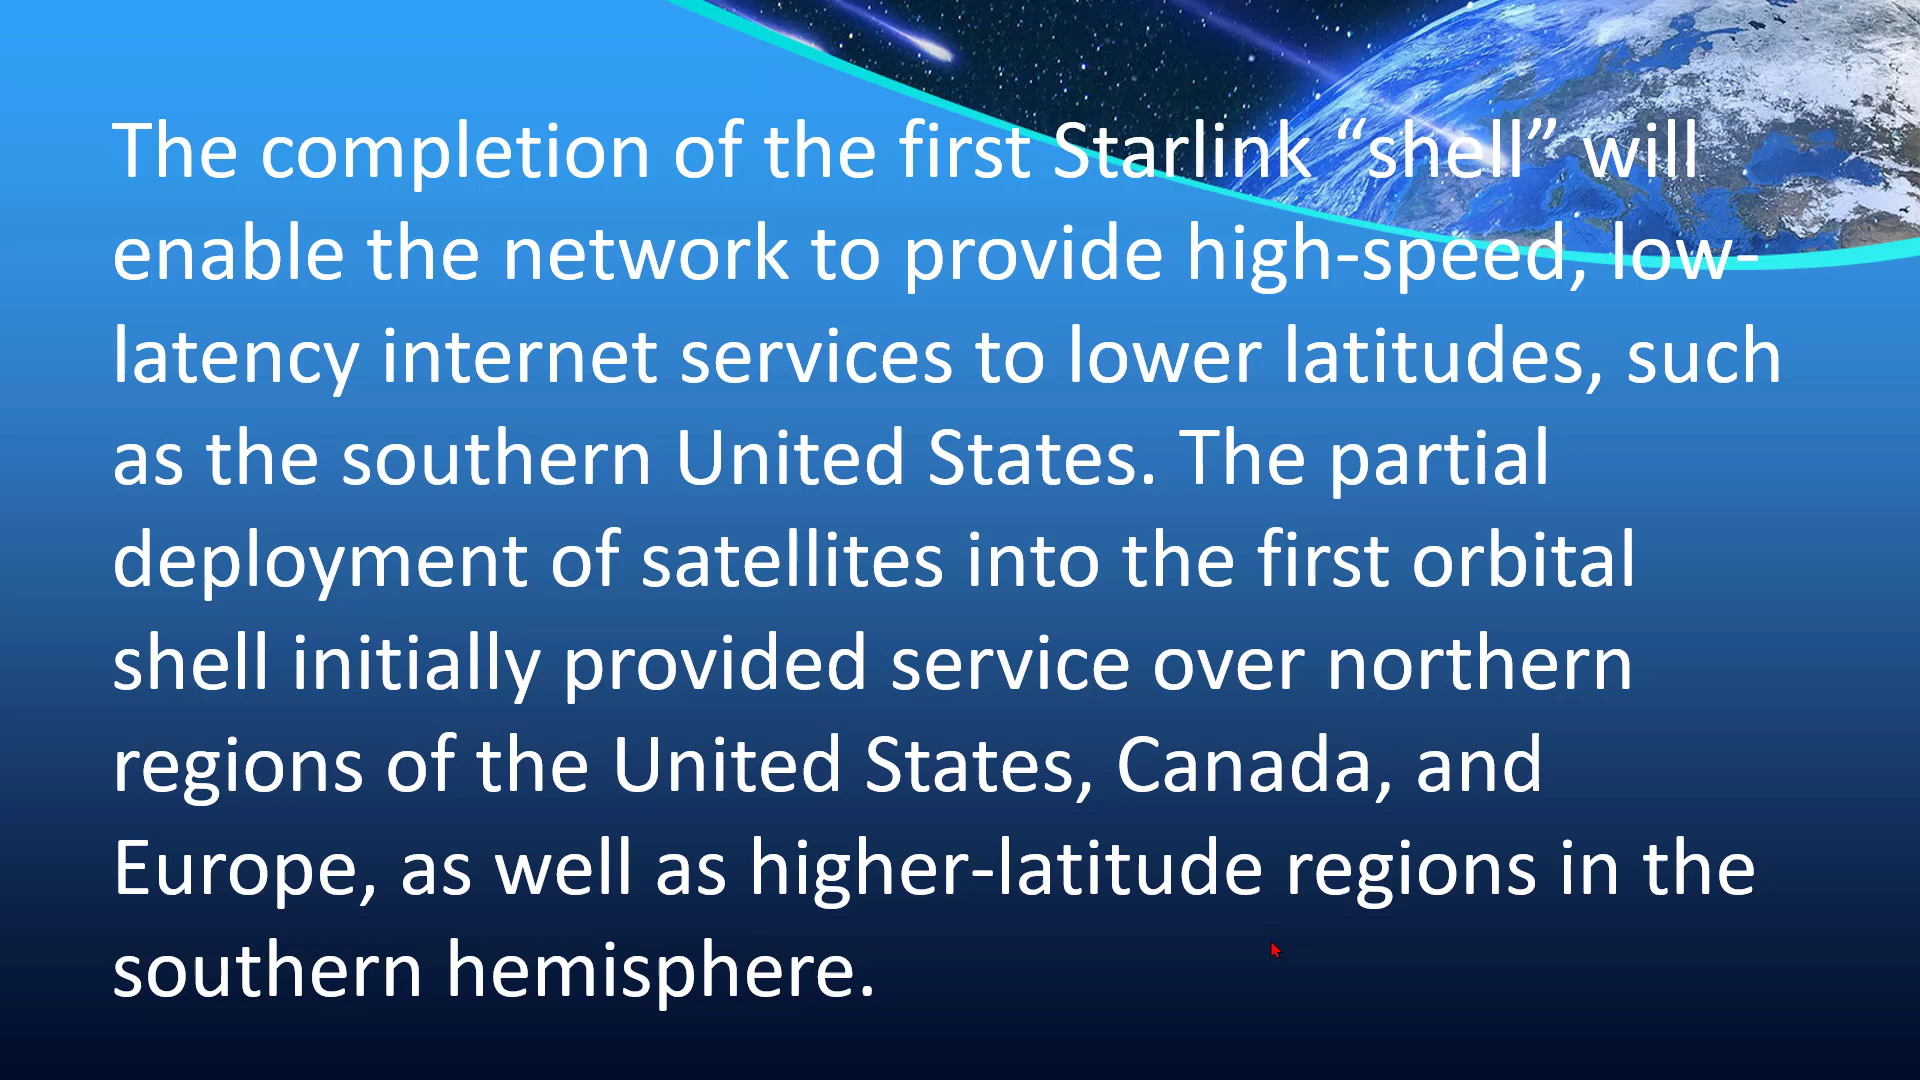 The completion of the first Starlink “shell” will
enable the network to provide high-speed, low-
latency internet services to lower latitudes, such
as the southern United States. The partial
deployment of satellites into the first orbital
shell initially provided service over northern
regions of the United States, Canada, and
Europe, as well as higher-latitude regions in the
southern hemisphere.